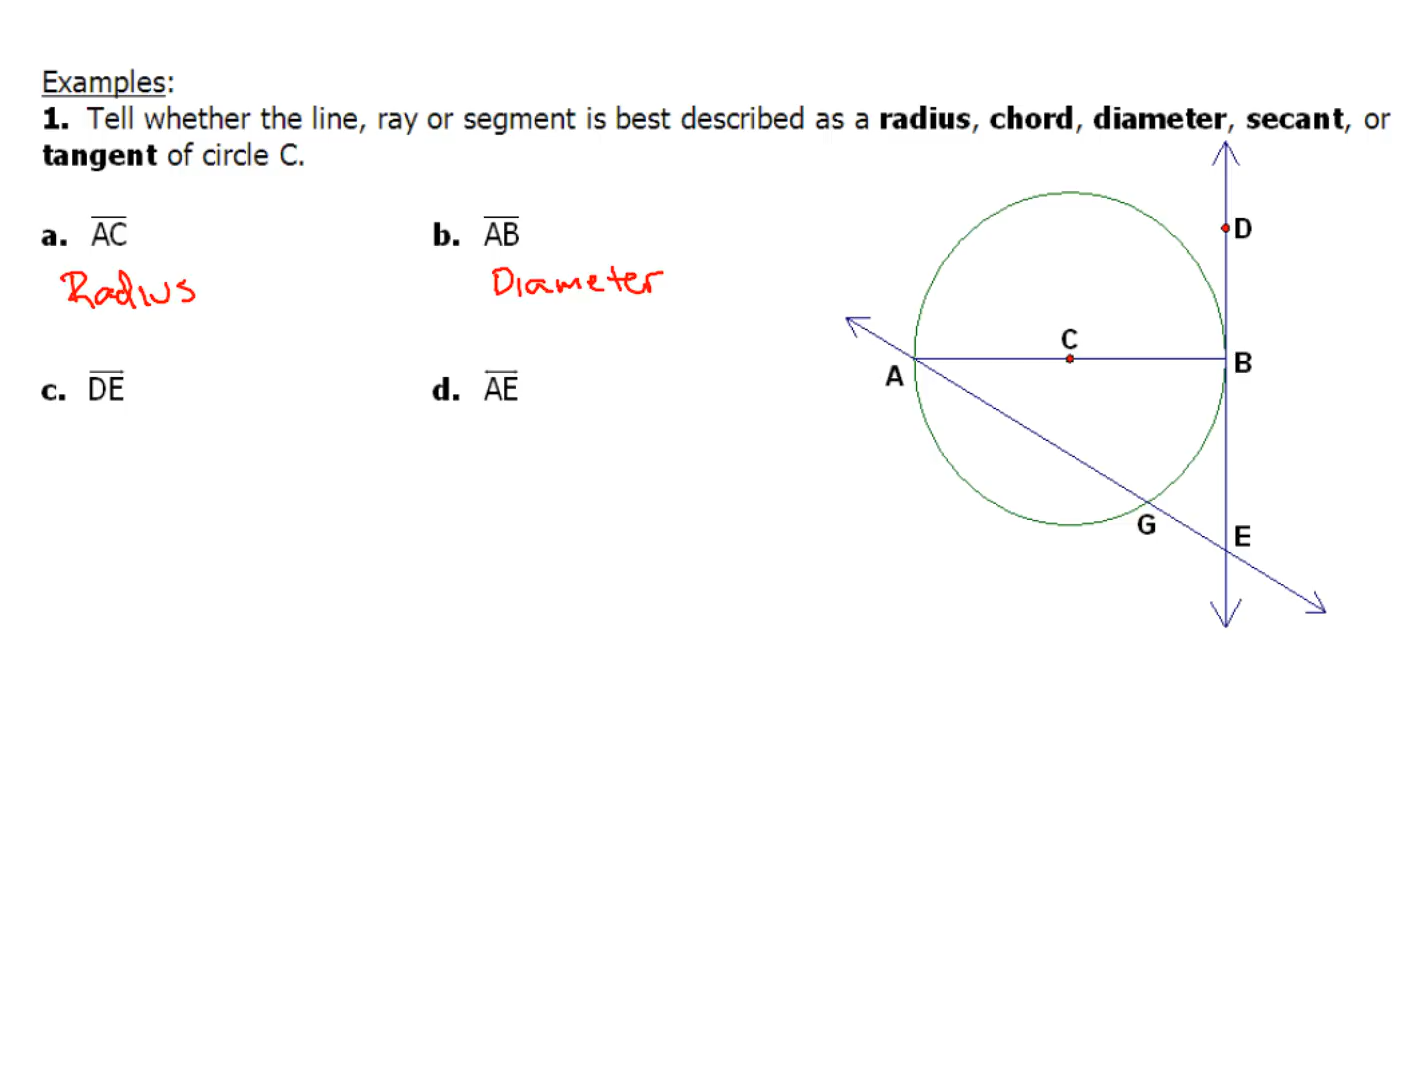 Examples:
1. Tell whether the line, ray or segment is best described as a radius, chord, diameter, secant, or
tangent of circle C.
a. AC
b. AB
Radius
Diameter
c. DE
d. AE
D
C
B
A
G
E